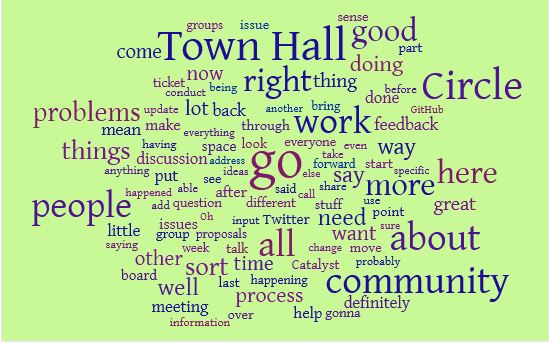 groups issue sense
come Town Hall good part
ticket now being right thing doing
conduct before Circle
problems update lot back another bring done GitHub
mean make everything through work feedback
things having space look everyone even way
discussion address go take forward start specific here
anything put see ideas else say more
people happened able after said call share use great
add question different stuff point
little issues Oh input Twitter need sure about
saying group proposals all want change move
other week talk Catalyst probably
board sort time happening community
well last process definitely
meeting help gonna
information over